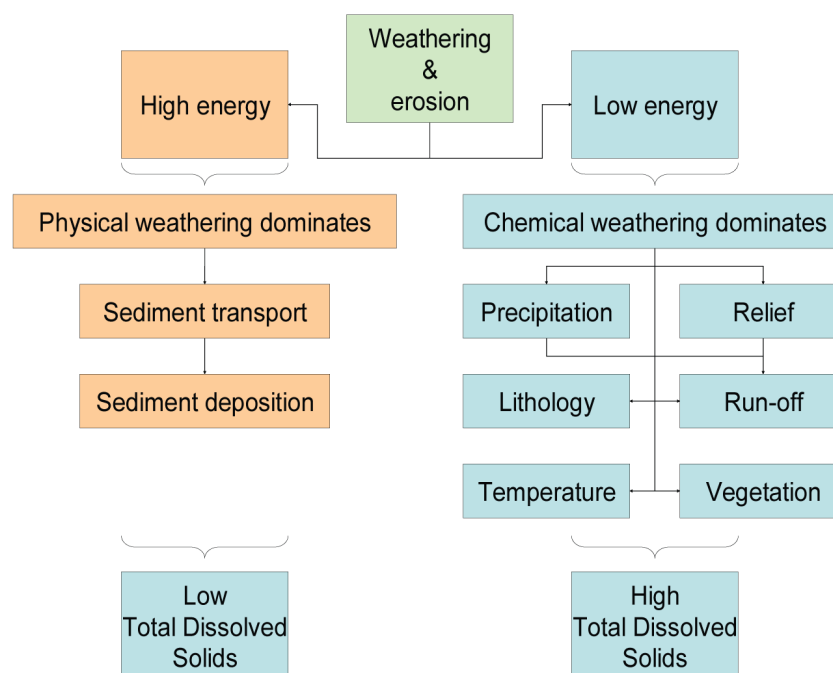 Weathering
&
erosion
High energy
Low energy
Physical weathering dominates
Chemical weathering dominates
Sediment transport
Precipitation
Relief
Sediment deposition
Lithology
Run-off
Temperature
Vegetation
Low
Total Dissolved
Solids
High
Total Dissolved
Solids